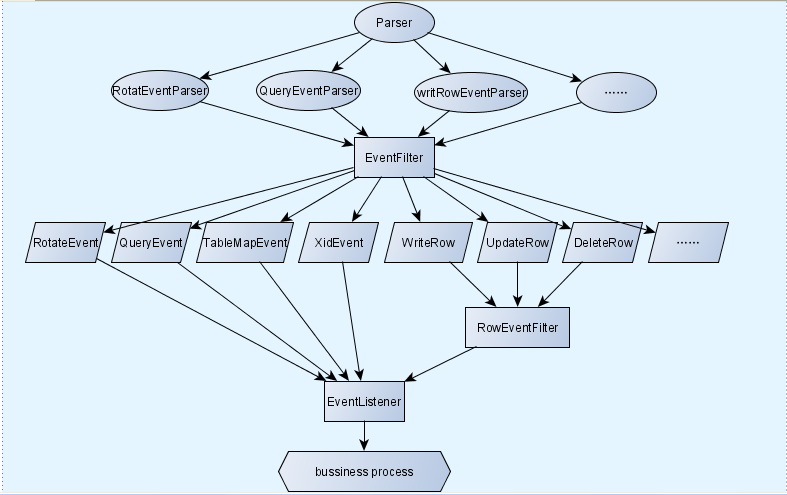 Parser
RotatEventParser
QueryEventParser
writRowEventParser
……
EventFilter
RotateEvent
QueryEvent
TableMapEvent
XidEvent
WriteRow
UpdateRow
DeleteRow
……
RowEventFilter
EventListener
bussiness process